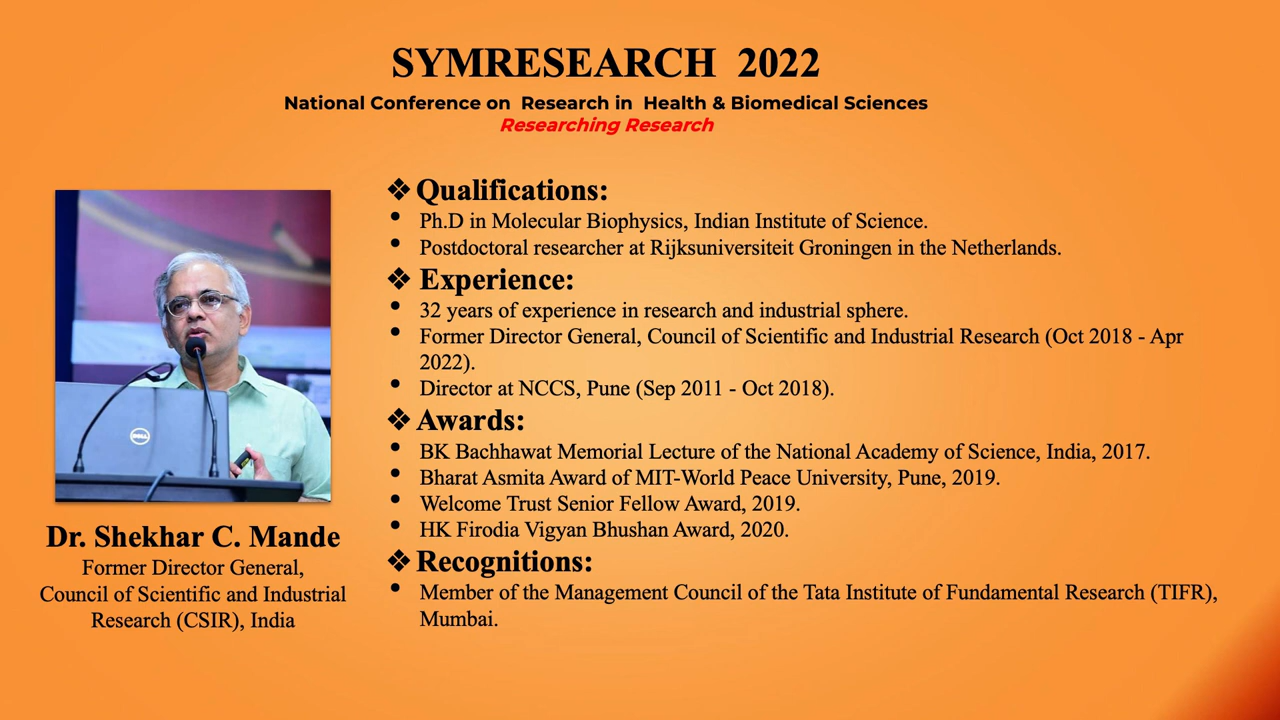 SYMRESEARCH 2022
National Conference on Research in Health & Biomedical Sciences
Researching Research
❖ Qualifications:
• Ph.D in Molecular Biophysics, Indian Institute of Science.
• Postdoctoral researcher at Rijksuniversiteit Groningen in the Netherlands.
❖ Experience:
• 32 years of experience in research and industrial sphere.
• Former Director General, Council of Scientific and Industrial Research (Oct 2018 - Apr
2022).
• Director at NCCS, Pune (Sep 2011 - Oct 2018).
❖ Awards:
• BK Bachhawat Memorial Lecture of the National Academy of Science, India, 2017.
• Bharat Asmita Award of MIT-World Peace University, Pune, 2019.
• Welcome Trust Senior Fellow Award, 2019.
• HK Firodia Vigyan Bhushan Award, 2020.
❖ Recognitions:
• Member of the Management Council of the Tata Institute of Fundamental Research (TIFR),
Mumbai.
DELL
Dr. Shekhar C. Mande
Former Director General,
Council of Scientific and Industrial
Research (CSIR), India